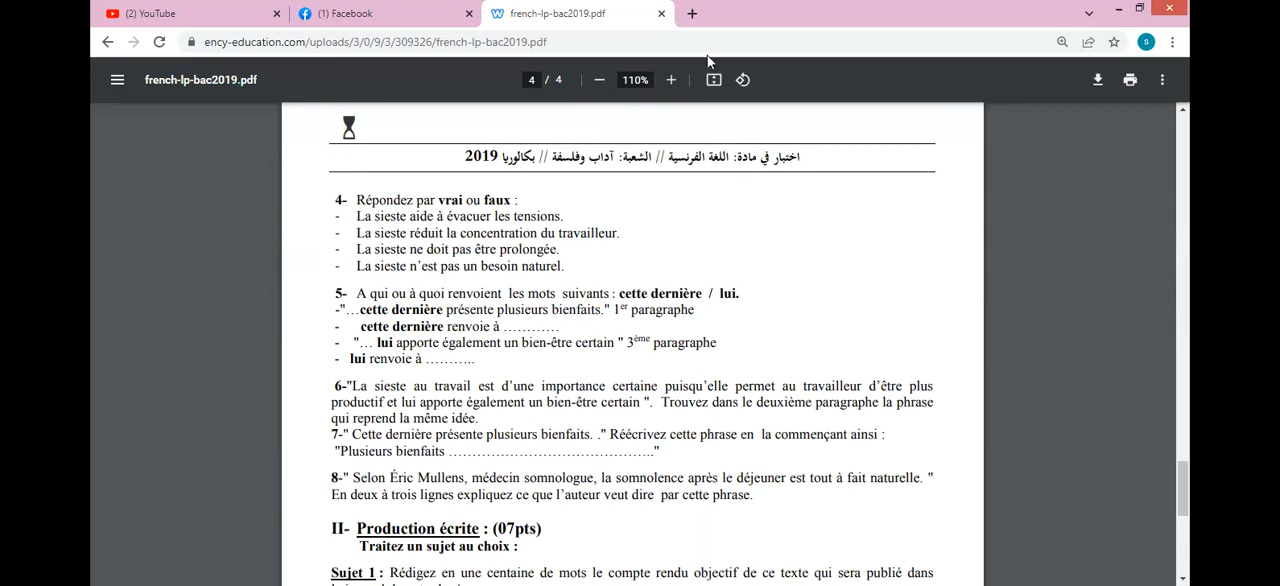 (2) YouTube
(1) Facebook
french-lp-bac2019.pdf
ency-education.com/uploads/3/0/9/3/309326/french-lp-bac2019.pdf
S
french-lp-bac2019.pdf
4 / 4
110%
اختبار في مادة: اللغة الفرنسية // الشعبة: آداب وفلسفة // بكالوريا 2019
4- Répondez par vrai ou faux :
- La sieste aide à évacuer les tensions.
- La sieste réduit la concentration du travailleur.
- La sieste ne doit pas être prolongée.
- La sieste n’est pas un besoin naturel.
5- A qui ou à quoi renvoient les mots suivants : cette dernière / lui.
-"…cette dernière présente plusieurs bienfaits." 1er paragraphe
- cette dernière renvoie à …………
- "… lui apporte également un bien-être certain " 3ème paragraphe
- lui renvoie à ………..
6-"La sieste au travail est d’une importance certaine puisqu’elle permet au travailleur d’être plus
productif et lui apporte également un bien-être certain ". Trouvez dans le deuxième paragraphe la phrase
qui reprend la même idée.
7-" Cette dernière présente plusieurs bienfaits. ." Réécrivez cette phrase en la commençant ainsi :
"Plusieurs bienfaits ……………………………………….."
8-" Selon Éric Mullens, médecin somnologue, la somnolence après le déjeuner est tout à fait naturelle. "
En deux à trois lignes expliquez ce que l’auteur veut dire par cette phrase.
II- Production écrite : (07pts)
Traitez un sujet au choix :
Sujet 1 : Rédigez en une centaine de mots le compte rendu objectif de ce texte qui sera publié dans